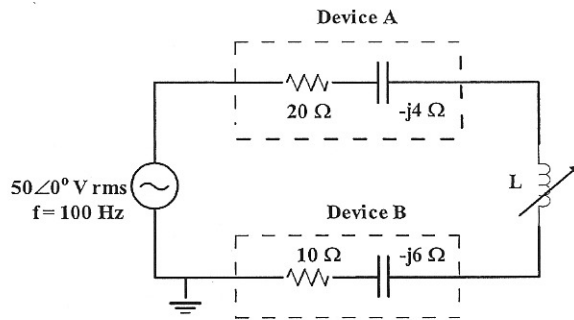 Device A
20 Ω
-j4 Ω
50∠0° V rms
f = 100 Hz
L
Device B
10 Ω
-j6 Ω